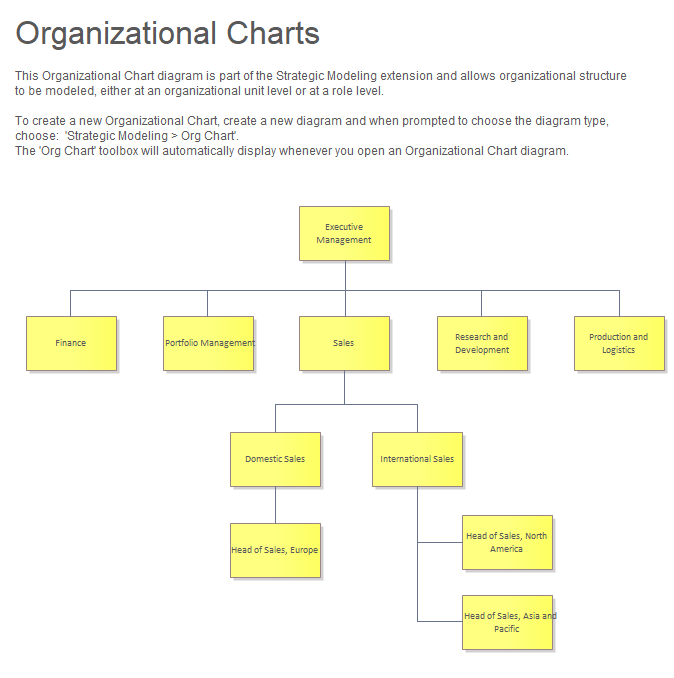 Organizational Charts
This Organizational Chart diagram is part of the Strategic Modeling extension and allows organizational structure
to be modeled, either at an organizational unit level or at a role level.
To create a new Organizational Chart, create a new diagram and when prompted to choose the diagram type,
choose:  'Strategic Modeling > Org Chart'.
The 'Org Chart' toolbox will automatically display whenever you open an Organizational Chart diagram.
Executive
Management
Finance
Portfolio Management
Sales
Research and
Development
Production and
Logistics
Domestic Sales
International Sales
Head of Sales, Europe
Head of Sales, North
America
Head of Sales, Asia and
Pacific